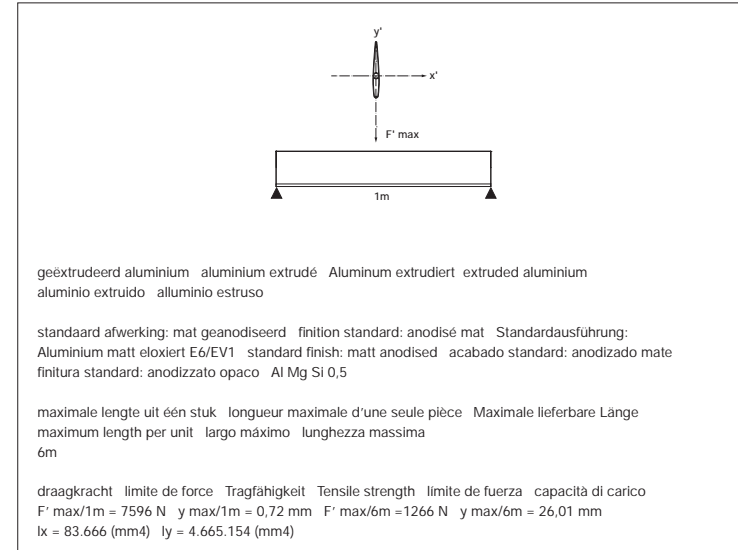 y'
x'
F' max
1m
geëxtrudeerd aluminium aluminium extrudé Aluminum extrudiert extruded aluminium
aluminio extruido alluminio estruso
standaard afwerking: mat geanodiseerd finition standard: anodisé mat Standardausführung:
Aluminium matt eloxiert E6/EV1 standard finish: matt anodised acabado standard: anodizado mate
finitura standard: anodizzato opaco Al Mg Si 0,5
maximale lengte uit één stuk longueur maximale d'une seule pièce Maximale lieferbare Länge
maximum length per unit largo máximo lunghezza massima
6m
draagkracht limite de force Tragfähigkeit Tensile strength límite de fuerza capacità di carico
F' max/1m = 7596 N y max/1m = 0,72 mm F' max/6m =1266 N y max/6m = 26,01 mm
Ix = 83.666 (mm4) Iy = 4.665.154 (mm4)